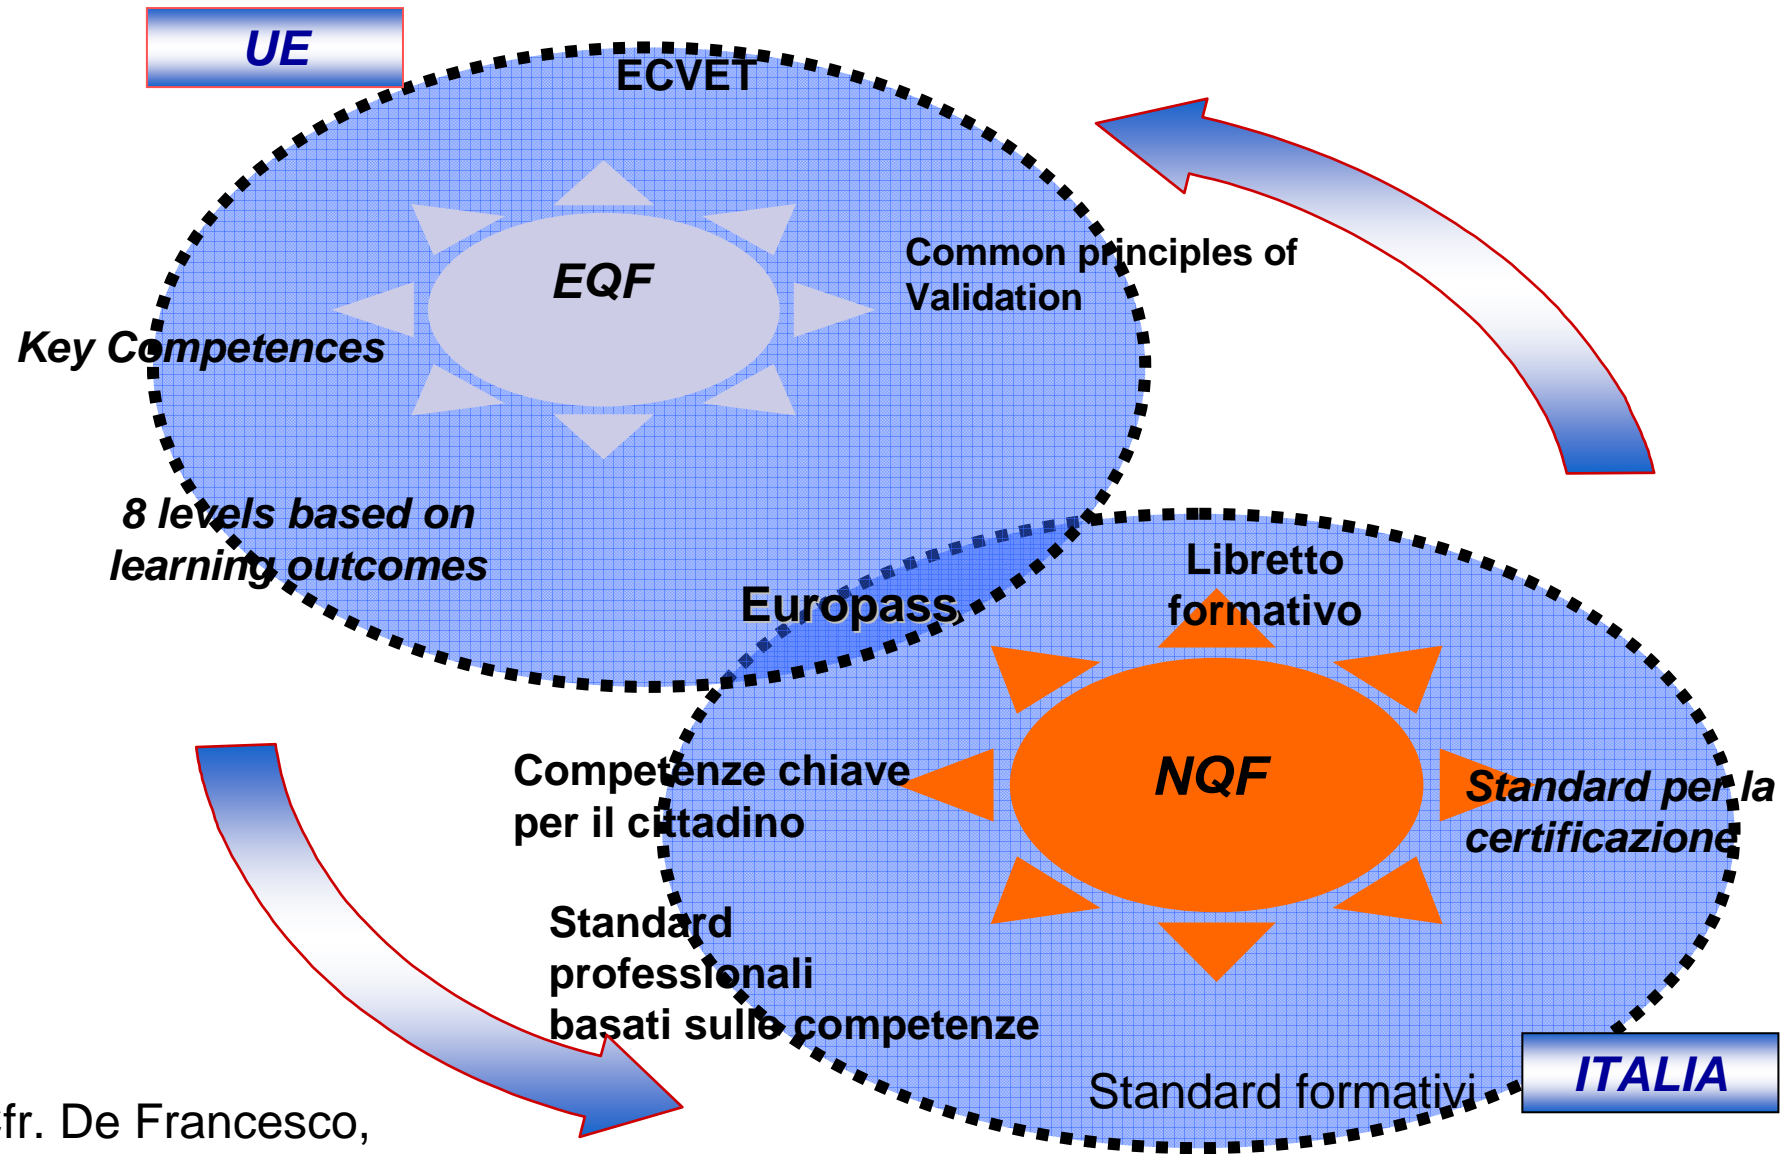 UE
ECVET
EQF
Common principles of
Validation
Key Competences
8 levels based on
learning outcomes
Europass
Libretto
formativo
NQF
Competenze chiave
per il cittadino
Standard per la
certificazione
Standard
professionali
basati sulle competenze
Standard formativi
ITALIA
fr. De Francesco,